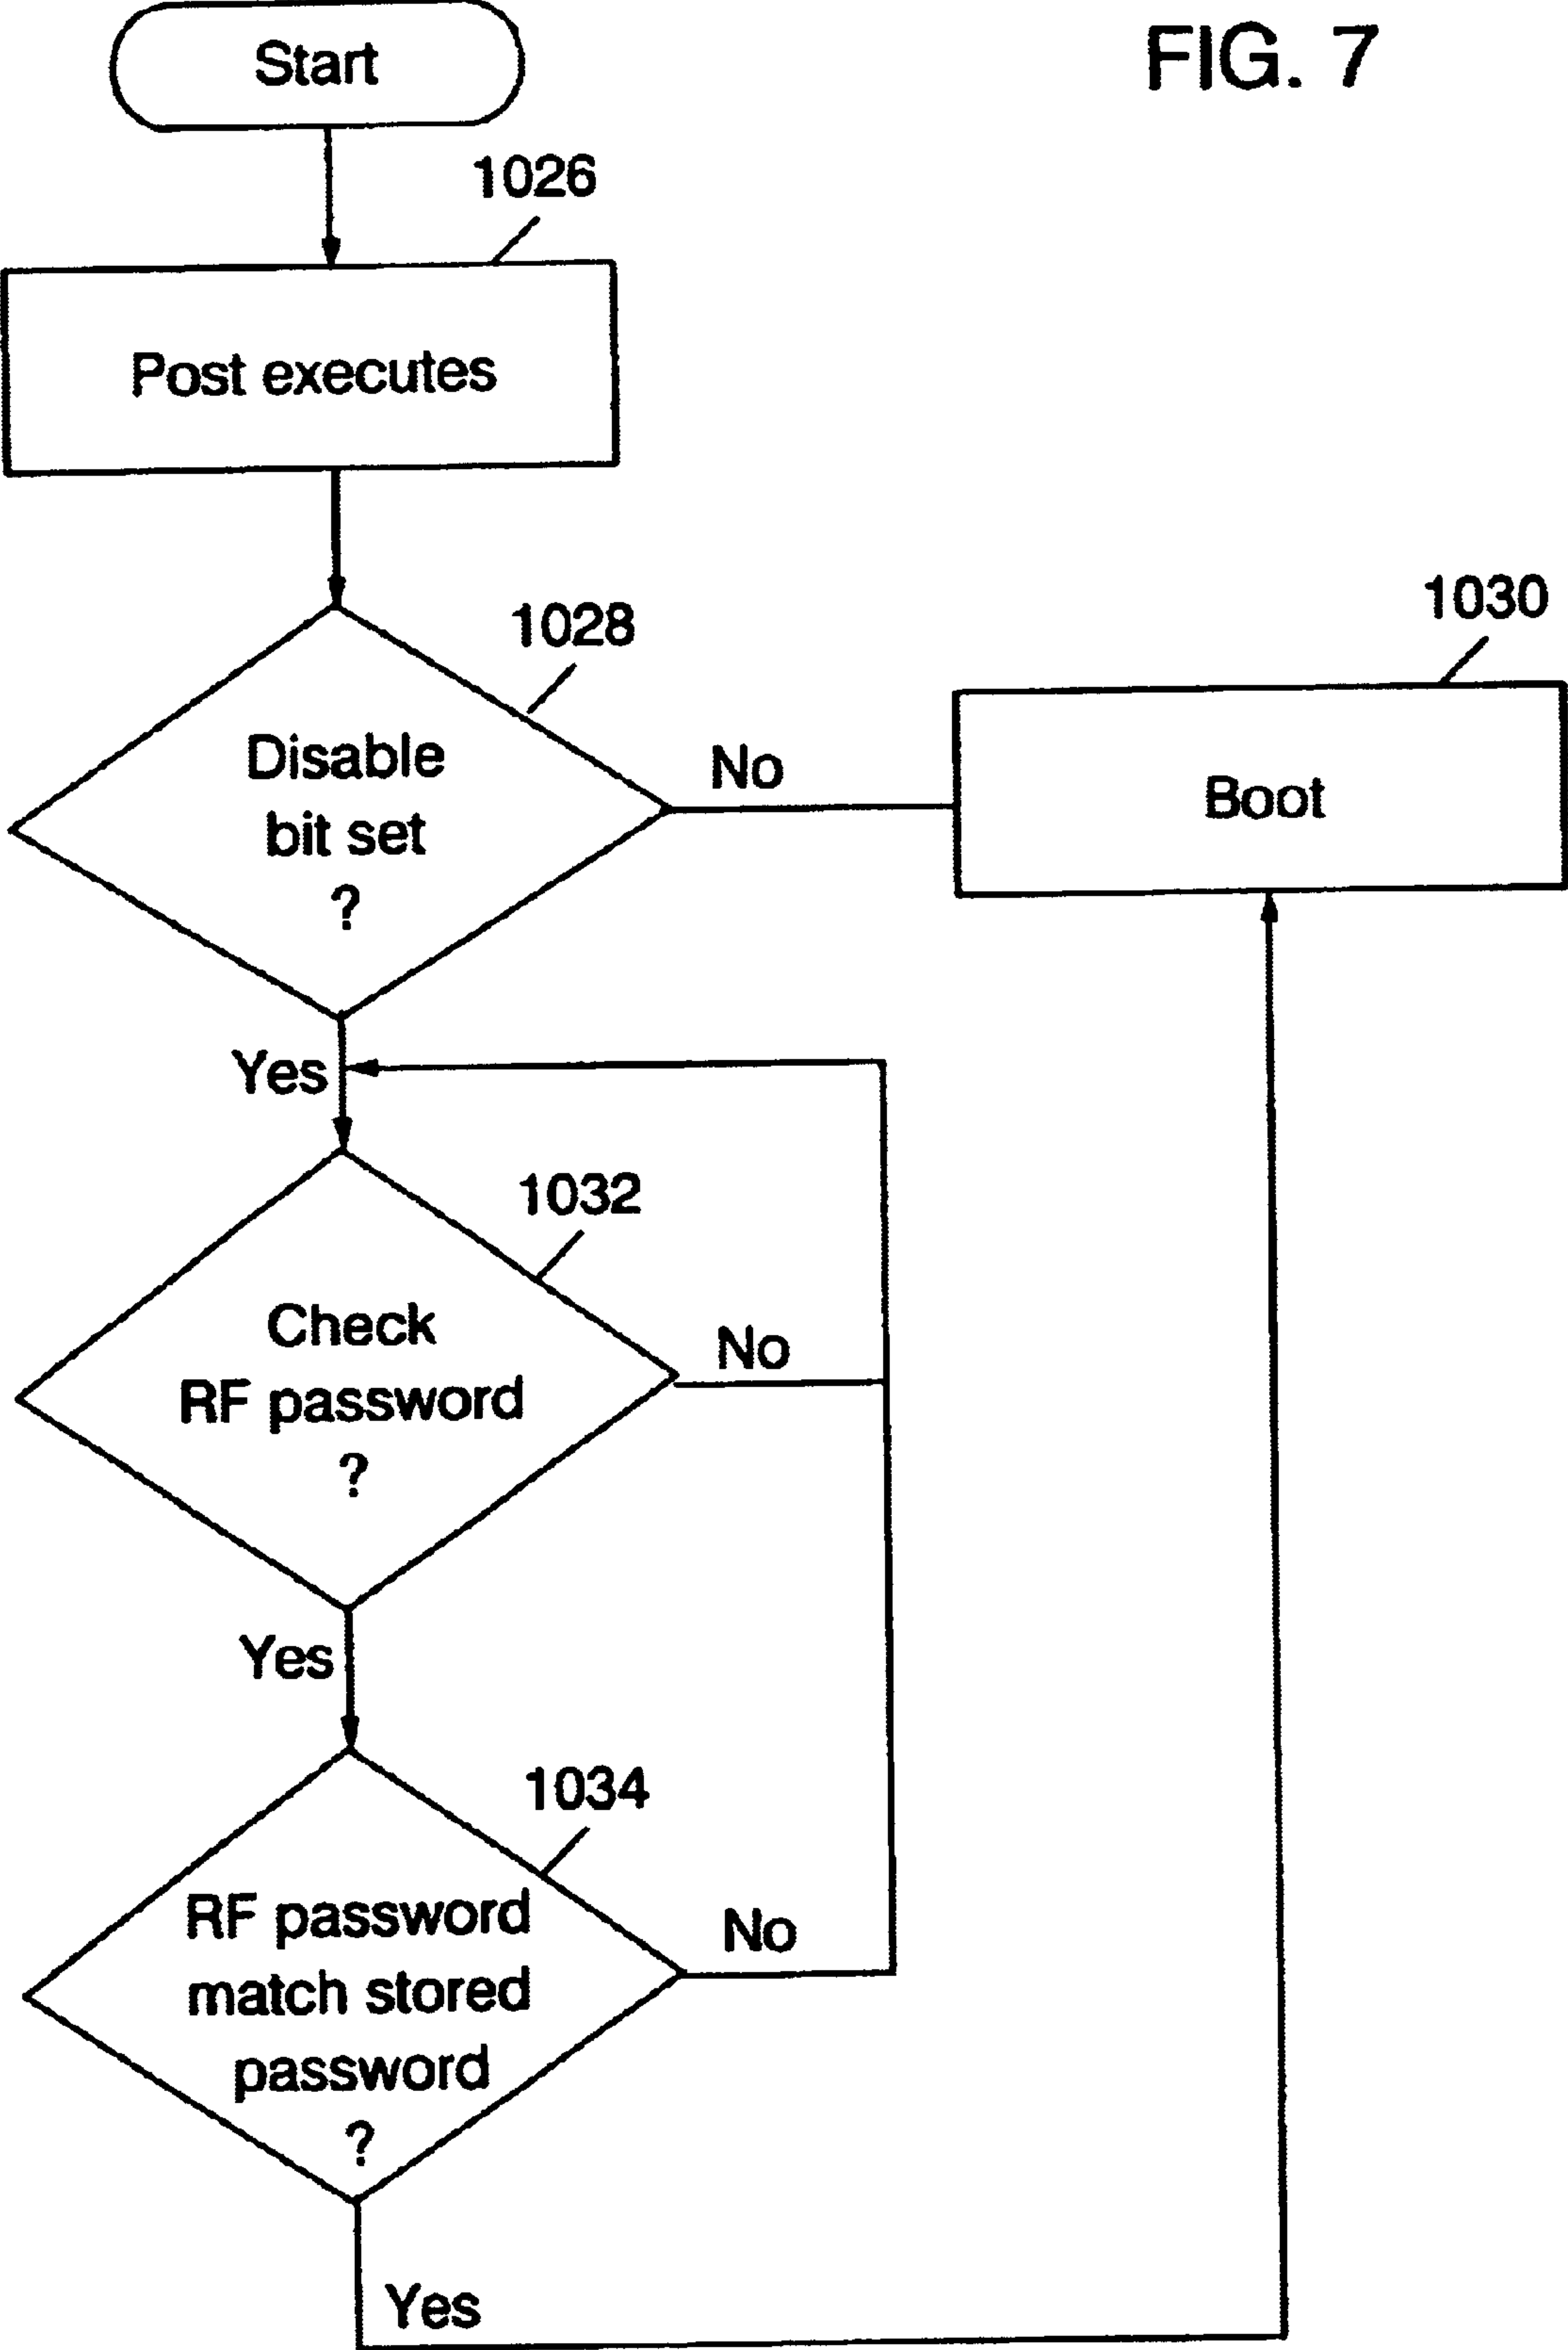 FIG. 7
Start
1026
Post executes
1028
Disable
bit set
?
No
1030
Boot
Yes
1032
Check
RF password
?
No
Yes
1034
RF password
match stored
password
?
No
Yes